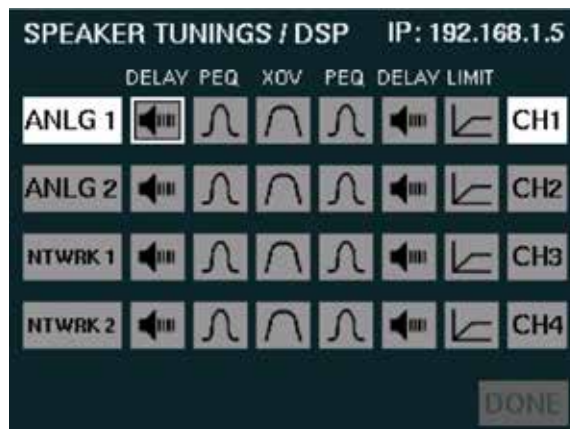 SPEAKER TUNINGS / DSP IP: 192.168.1.5
DELAY PEQ XOV PEQ DELAY LIMIT
ANLG 1 CH1
ANLG 2 CH2
NTWRK 1 CH3
NTWRK 2 CH4
DONE